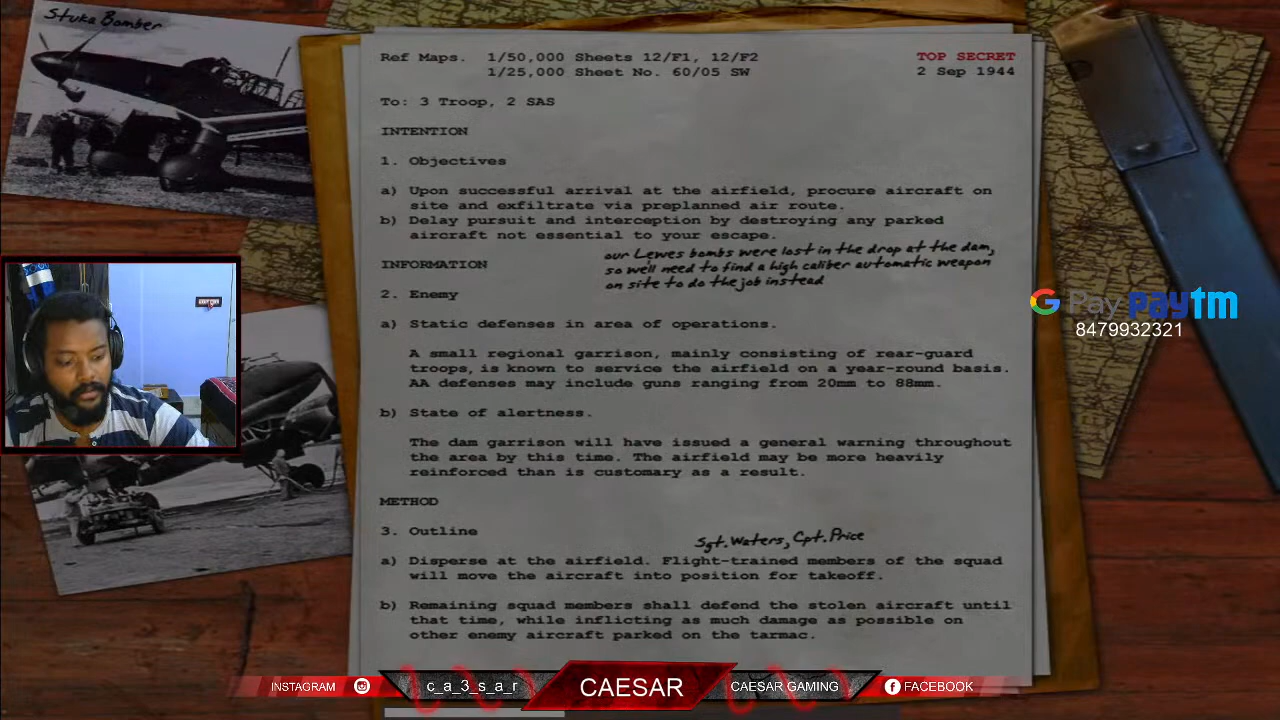 Stuka Bomber
Ref Maps. 1/50,000 Sheets 12/F1, 12/F2
TOP SECRET
1/25,000 Sheet No. 60/05 SW
2 Sep 1944
To: 3 Troop, 2 SAS
INTENTION
1. Objectives
a) Upon successful arrival at the airfield, procure aircraft on
site and exfiltrate via preplanned air route.
b) Delay pursuit and interception by destroying any parked
aircraft not essential to your escape.
our Lewes bombs were lost in the drop at the dam,
so we'll need to find a high caliber automatic weapon
on site to do the job instead
INFORMATION
2. Enemy
a) Static defenses in area of operations.
A small regional garrison, mainly consisting of rear-guard
troops, is known to service the airfield on a year-round basis.
AA defenses may include guns ranging from 20mm to 88mm.
b) State of alertness.
The dam garrison will have issued a general warning throughout
the area by this time. The airfield may be more heavily
reinforced than is customary as a result.
METHOD
3. Outline
Sgt. Waters, Cpt. Price
a) Disperse at the airfield. Flight-trained members of the squad
will move the aircraft into position for takeoff.
b) Remaining squad members shall defend the stolen aircraft until
that time, while inflicting as much damage as possible on
other enemy aircraft parked on the tarmac.
G Pay paytm
8479932321
INSTAGRAM
c_a_3_s_a_r
CAESAR
CAESAR GAMING
FACEBOOK